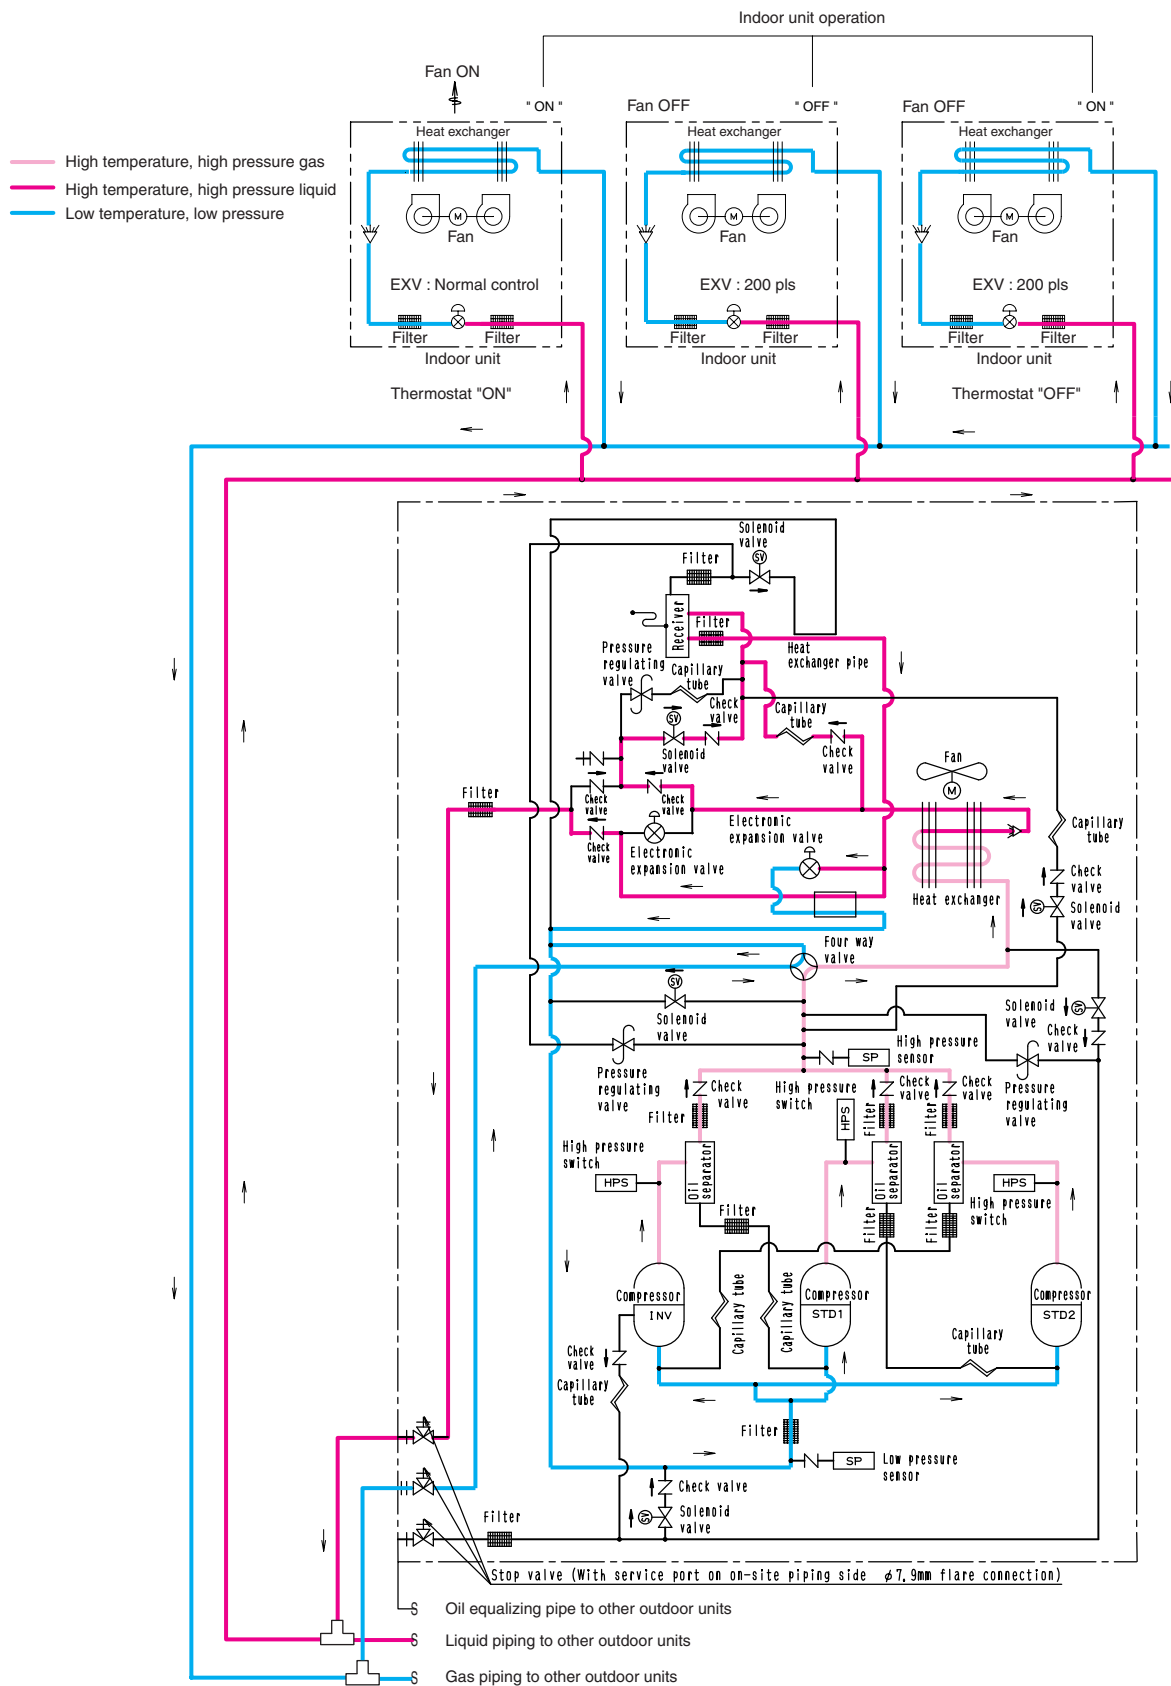 Indoor unit operation
Fan ON
" ON "
Fan OFF
" OFF "
Fan OFF
" ON "
High temperature, high pressure gas
High temperature, high pressure liquid
Low temperature, low pressure
Heat exchanger
M
Fan
EXV : Normal control
Filter
Filter
Indoor unit
Thermostat "ON"
Heat exchanger
M
Fan
EXV : 200 pls
Filter
Filter
Indoor unit
Heat exchanger
M
Fan
EXV : 200 pls
Filter
Filter
Indoor unit
Thermostat "OFF"
Solenoid
valve
SV
Filter
Receiver
Filter
Heat
exchanger pipe
Pressure
regulating
valve
Capillary
tube
Check
valve
SV
Solenoid
valve
Capillary
tube
Check
valve
Fan
M
Filter
Check
valve
Check
valve
Check
valve
Electronic
expansion valve
Electronic
expansion valve
Heat exchanger
Capillary
tube
Check
valve
SV
Solenoid
valve
Four way
valve
SV
Solenoid
valve
Solenoid
valve
SV
Check
valve
Pressure
regulating
valve
SP
High pressure
sensor
Pressure
regulating
valve
Check
valve
High pressure
switch
Check
valve
Check
valve
Filter
HPS
Filter
Filter
High pressure
switch
HPS
Oil
separator
Oil
separator
Oil
separator
HPS
High pressure
switch
Filter
Filter
Filter
Compressor
INV
Capillary tube
Capillary tube
Compressor
STD1
Compressor
STD2
Capillary
tube
Check
valve
Capillary
tube
Filter
SP
Low pressure
sensor
Check valve
SV
Solenoid
valve
Filter
Stop valve (With service port on on-site piping side φ7.9mm flare connection)
Oil equalizing pipe to other outdoor units
Liquid piping to other outdoor units
Gas piping to other outdoor units